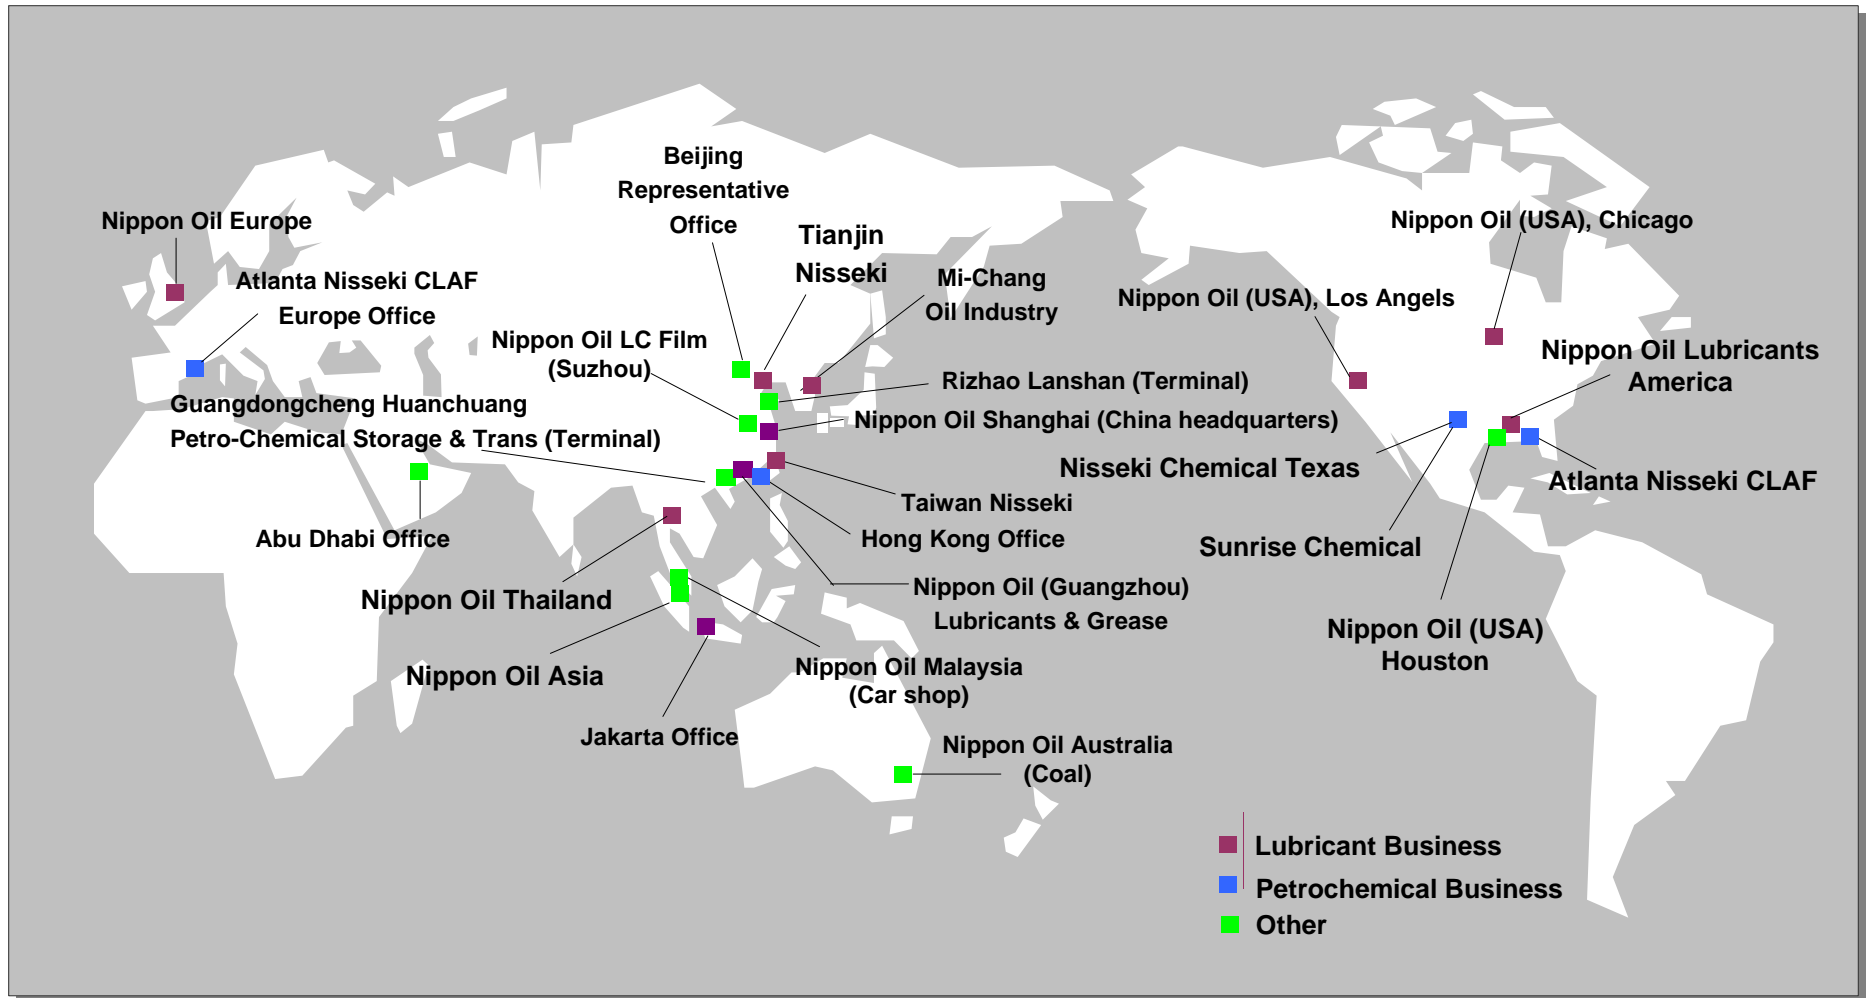 Beijing
Representative
Office
Nippon Oil Europe
Nippon Oil (USA), Chicago
Tianjin
Nisseki
Atlanta Nisseki CLAF
Europe Office
Mi-Chang
Oil Industry
Nippon Oil (USA), Los Angels
Nippon Oil LC Film
(Suzhou)
Nippon Oil Lubricants
America
Rizhao Lanshan (Terminal)
Guangdongcheng Huanchuang
Petro-Chemical Storage & Trans (Terminal)
Nippon Oil Shanghai (China headquarters)
Nisseki Chemical Texas
Atlanta Nisseki CLAF
Taiwan Nisseki
Abu Dhabi Office
Hong Kong Office
Sunrise Chemical
Nippon Oil Thailand
Nippon Oil (Guangzhou)
Lubricants & Grease
Nippon Oil (USA)
Houston
Nippon Oil Asia
Nippon Oil Malaysia
(Car shop)
Jakarta Office
Nippon Oil Australia
(Coal)
Lubricant Business
Petrochemical Business
Other